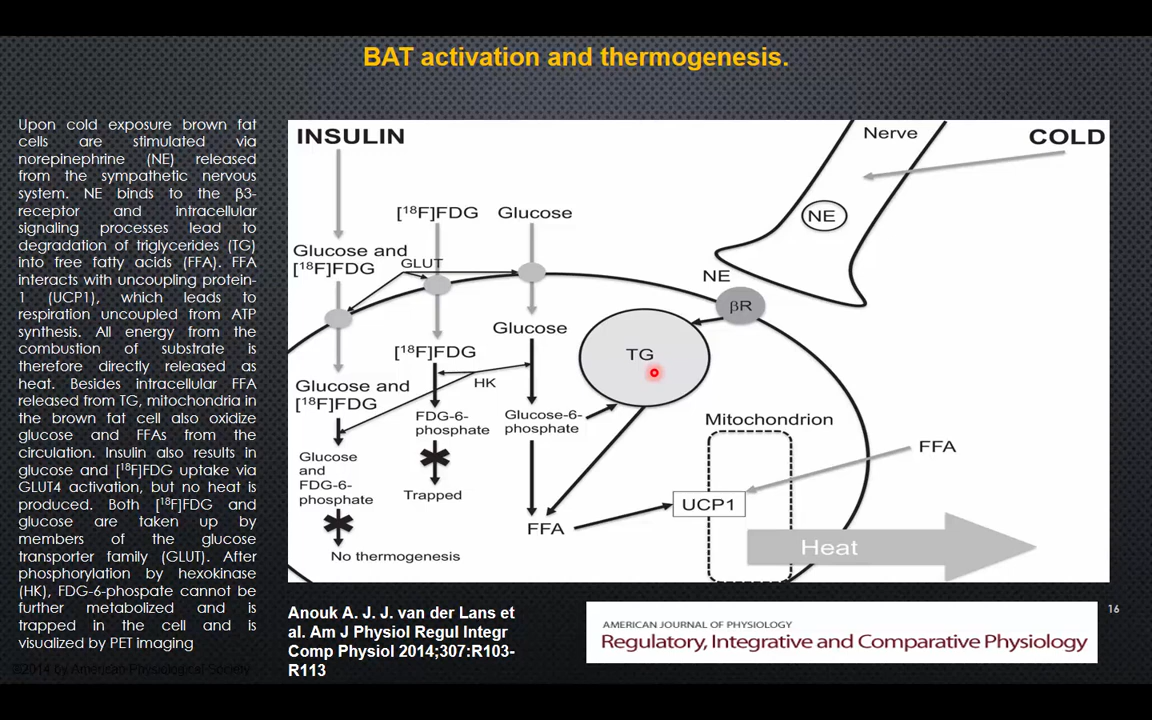 BAT activation and thermogenesis.
Upon cold exposure brown fat
cells are stimulated via
norepinephrine (NE) released
from the sympathetic nervous
system. NE binds to the β3-
receptor and intracellular
signaling processes lead to
degradation of triglycerides (TG)
into free fatty acids (FFA). FFA
interacts with uncoupling protein-
1 (UCP1), which leads to
respiration uncoupled from ATP
synthesis. All energy from the
combustion of substrate is
therefore directly released as
heat. Besides intracellular FFA
released from TG, mitochondria in
the brown fat cell also oxidize
glucose and FFAs from the
circulation. Insulin also results in
glucose and [¹⁸F]FDG uptake via
GLUT4 activation, but no heat is
produced. Both [¹⁸F]FDG and
glucose are taken up by
members of the glucose
transporter family (GLUT). After
phosphorylation by hexokinase
(HK), FDG-6-phospate cannot be
further metabolized and is
trapped in the cell and is
visualized by PET imaging
©2014 by American Physiological Society
INSULIN
Nerve
COLD
[¹⁸F]FDG
Glucose
NE
Glucose and
[¹⁸F]FDG
GLUT
NE
βR
Glucose
[¹⁸F]FDG
TG
HK
Glucose and
[¹⁸F]FDG
FDG-6-
phosphate
Glucose-6-
phosphate
Mitochondrion
FFA
Glucose
and
FDG-6-
phosphate
Trapped
UCP1
FFA
No thermogenesis
Heat
Anouk A. J. J. van der Lans et
al. Am J Physiol Regul Integr
Comp Physiol 2014;307:R103-
R113
AMERICAN JOURNAL OF PHYSIOLOGY
Regulatory, Integrative and Comparative Physiology
16